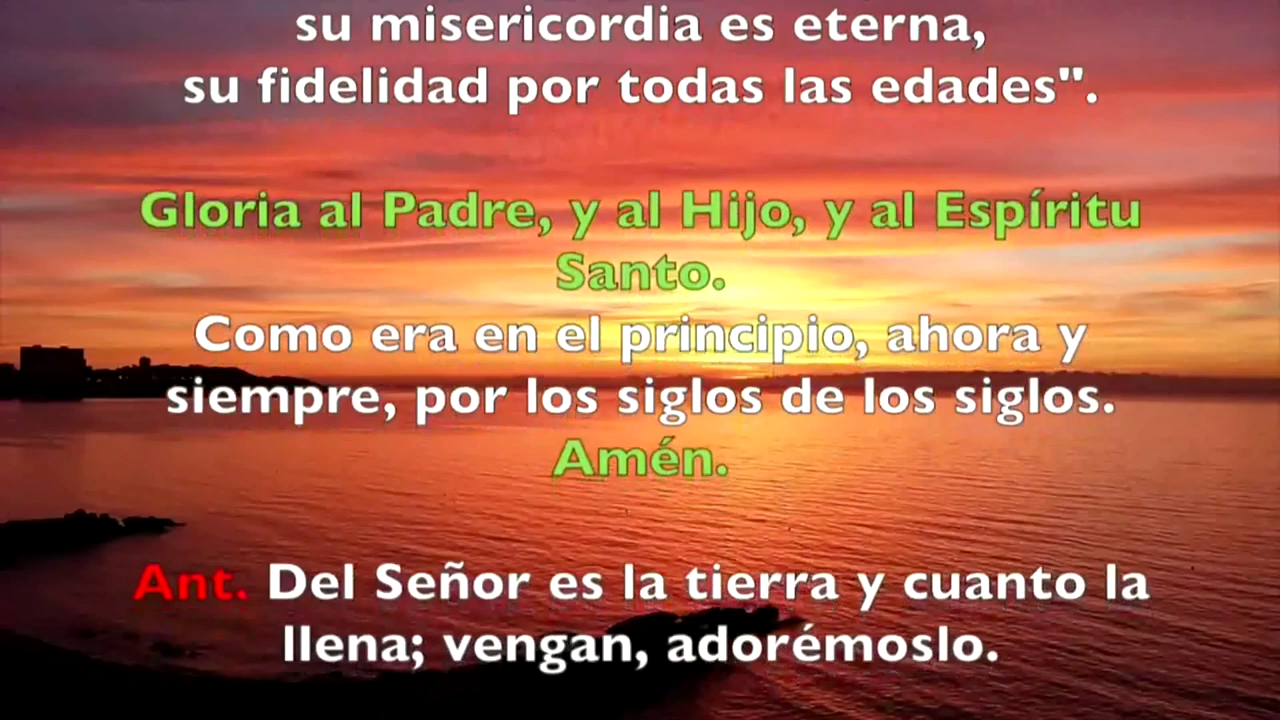 su misericordia es eterna,
su fidelidad por todas las edades".
Gloria al Padre, y al Hijo, y al Espíritu
Santo.
Como era en el principio, ahora y
siempre, por los siglos de los siglos.
Amén.
Ant. Del Señor es la tierra y cuanto la
llena; vengan, adorémoslo.